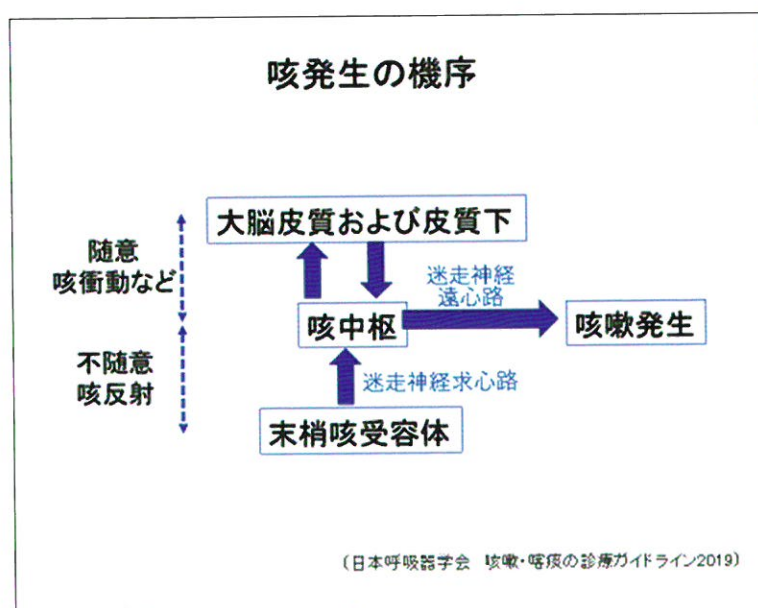 咳発生の機序
大脳皮質および皮質下
随意
咳衝動など
迷走神経
遠心路
咳中枢
咳嗽発生
不随意
咳反射
迷走神経求心路
末梢咳受容体
(日本呼吸器学会 咳嗽・喀痰の診療ガイドライン2019)